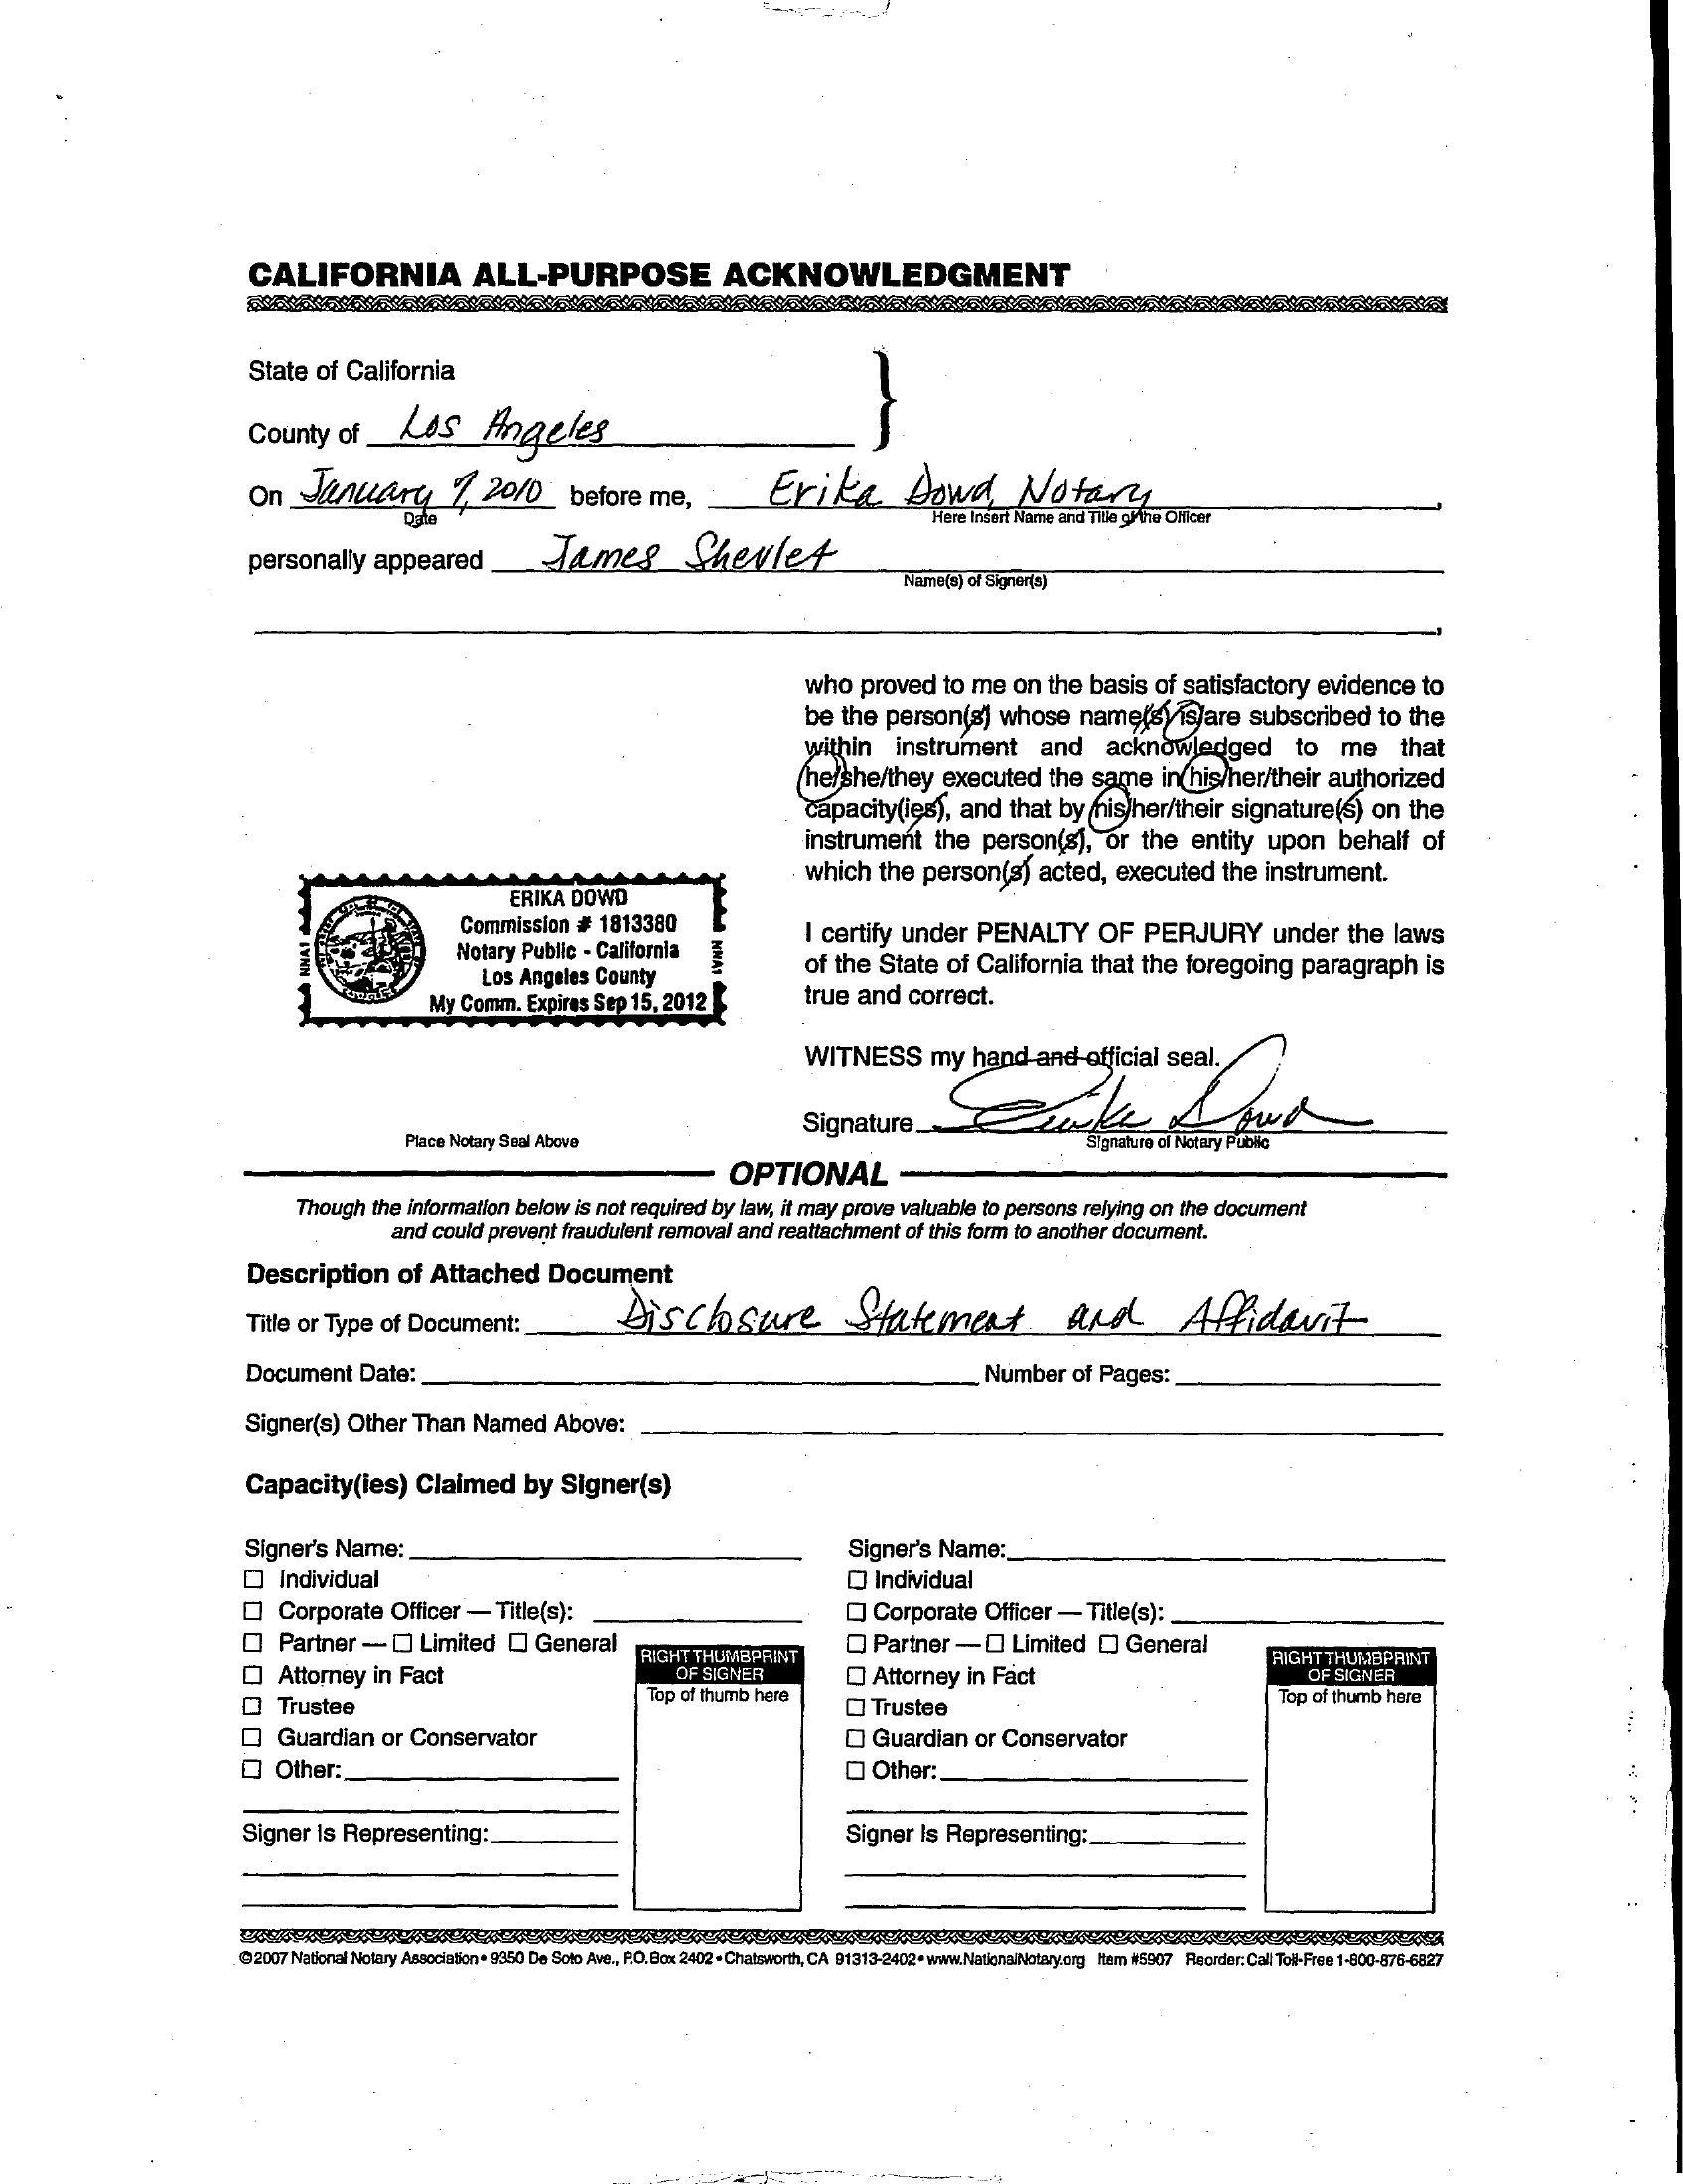 CALIFORNIA ALL-PURPOSE ACKNOWLEDGMENT
State of California
County of Los Angeles
On January 7, 2010 before me, Erika Dowd, Notary,
Date
Here Insert Name and Title of the Officer
personally appeared James Shevlet
Name(s) of Signer(s)
who proved to me on the basis of satisfactory evidence to
be the person(s) whose name(s) is/are subscribed to the
within instrument and acknowledged to me that
he/she/they executed the same in his/her/their authorized
capacity(ies), and that by his/her/their signature(s) on the
instrument the person(s), or the entity upon behalf of
which the person(s) acted, executed the instrument.
ERIKA DOWD
Commission # 1813380
Notary Public - California
Los Angeles County
My Comm. Expires Sep 15, 2012
NNA1
NNA1
I certify under PENALTY OF PERJURY under the laws
of the State of California that the foregoing paragraph is
true and correct.
WITNESS my hand and official seal.
Signature Erika Dowd
Signature of Notary Public
Place Notary Seal Above
OPTIONAL
Though the information below is not required by law, it may prove valuable to persons relying on the document
and could prevent fraudulent removal and reattachment of this form to another document.
Description of Attached Document
Title or Type of Document: Disclosure Statement and Affidavit
Document Date: Number of Pages:
Signer(s) Other Than Named Above:
Capacity(ies) Claimed by Signer(s)
Signer's Name:
☐ Individual
☐ Corporate Officer — Title(s):
☐ Partner — ☐ Limited ☐ General
☐ Attorney in Fact
☐ Trustee
☐ Guardian or Conservator
☐ Other:
Signer Is Representing:
RIGHT THUMBPRINT
OF SIGNER
Top of thumb here
Signer's Name:
☐ Individual
☐ Corporate Officer — Title(s):
☐ Partner — ☐ Limited ☐ General
☐ Attorney in Fact
☐ Trustee
☐ Guardian or Conservator
☐ Other:
Signer Is Representing:
RIGHT THUMBPRINT
OF SIGNER
Top of thumb here
©2007 National Notary Association • 9350 De Soto Ave., P.O. Box 2402 • Chatsworth, CA 91313-2402 • www.NationalNotary.org Item #5907 Reorder: Call Toll-Free 1-800-876-6827